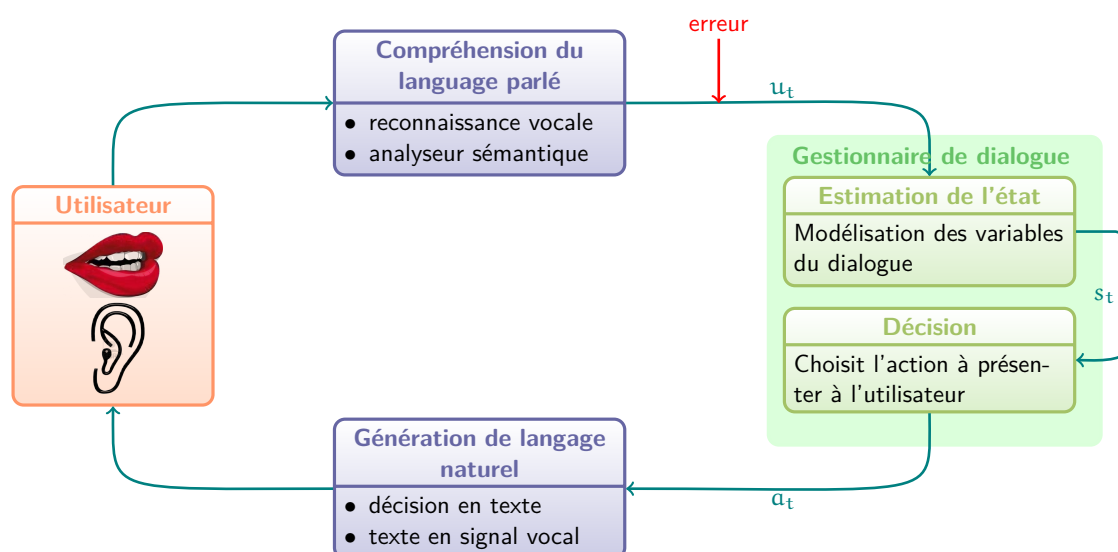 erreur
Compréhension du
language parlé
• reconnaissance vocale
• analyseur sémantique
u_t
Gestionnaire de dialogue
Estimation de l'état
Modélisation des variables
du dialogue
s_t
Décision
Choisit l'action à présen-
ter à l'utilisateur
a_t
Génération de langage
naturel
• décision en texte
• texte en signal vocal
Utilisateur